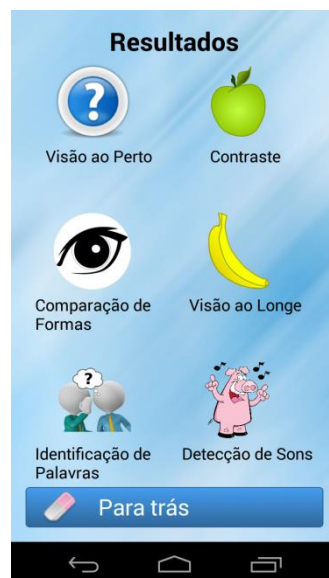 Resultados
?
Visão ao Perto
Contraste
Comparação de
Formas
Visão ao Longe
?
Identificação de
Palavras
Detecção de Sons
Para trás